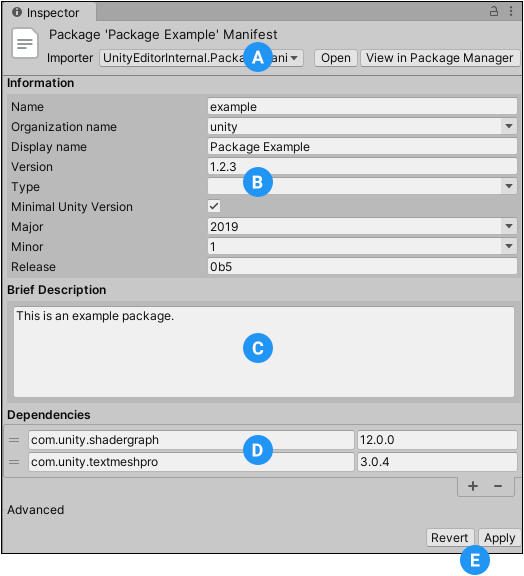 Inspector
Package 'Package Example' Manifest
Importer UnityEditorInternal.Packa A ani Open View in Package Manager
Information
Name example
Organization name unity
Display name Package Example
Version 1.2.3
Type B
Minimal Unity Version
Major 2019
Minor 1
Release 0b5
Brief Description
This is an example package.
C
Dependencies
com.unity.shadergraph 12.0.0
D
com.unity.textmeshpro 3.0.4
+ −
Advanced
Revert Apply
E